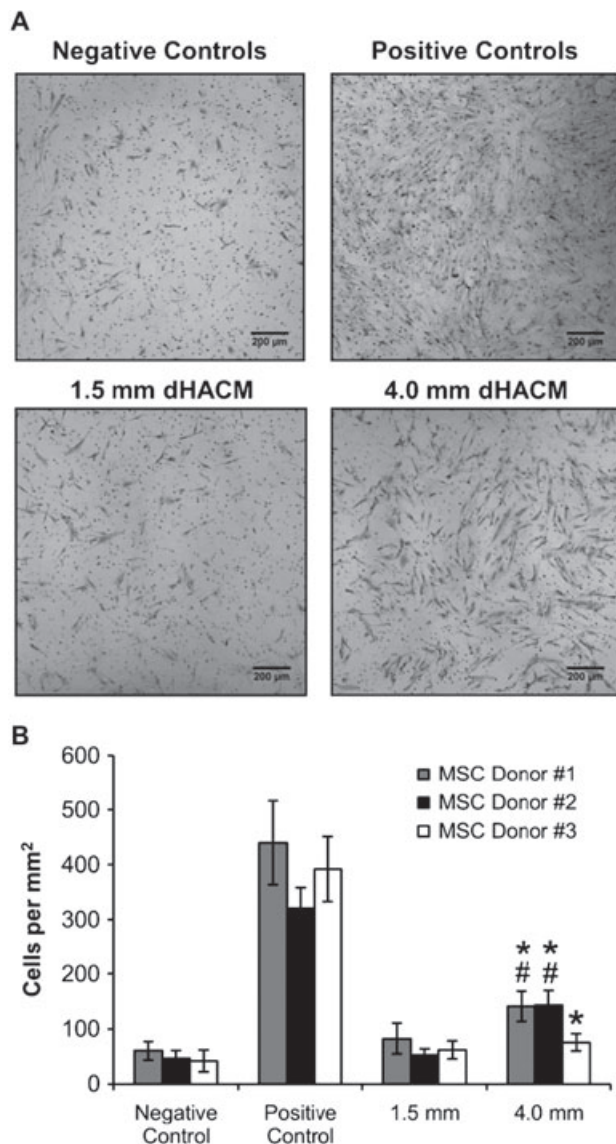 A
Negative Controls
Positive Controls
200 µm
200 µm
1.5 mm dHACM
4.0 mm dHACM
200 µm
200 µm
B
600
500
400
300
200
100
0
Cells per mm²
MSC Donor #1
MSC Donor #2
MSC Donor #3
* *
# #
*
Negative
Control
Positive
Control
1.5 mm
4.0 mm